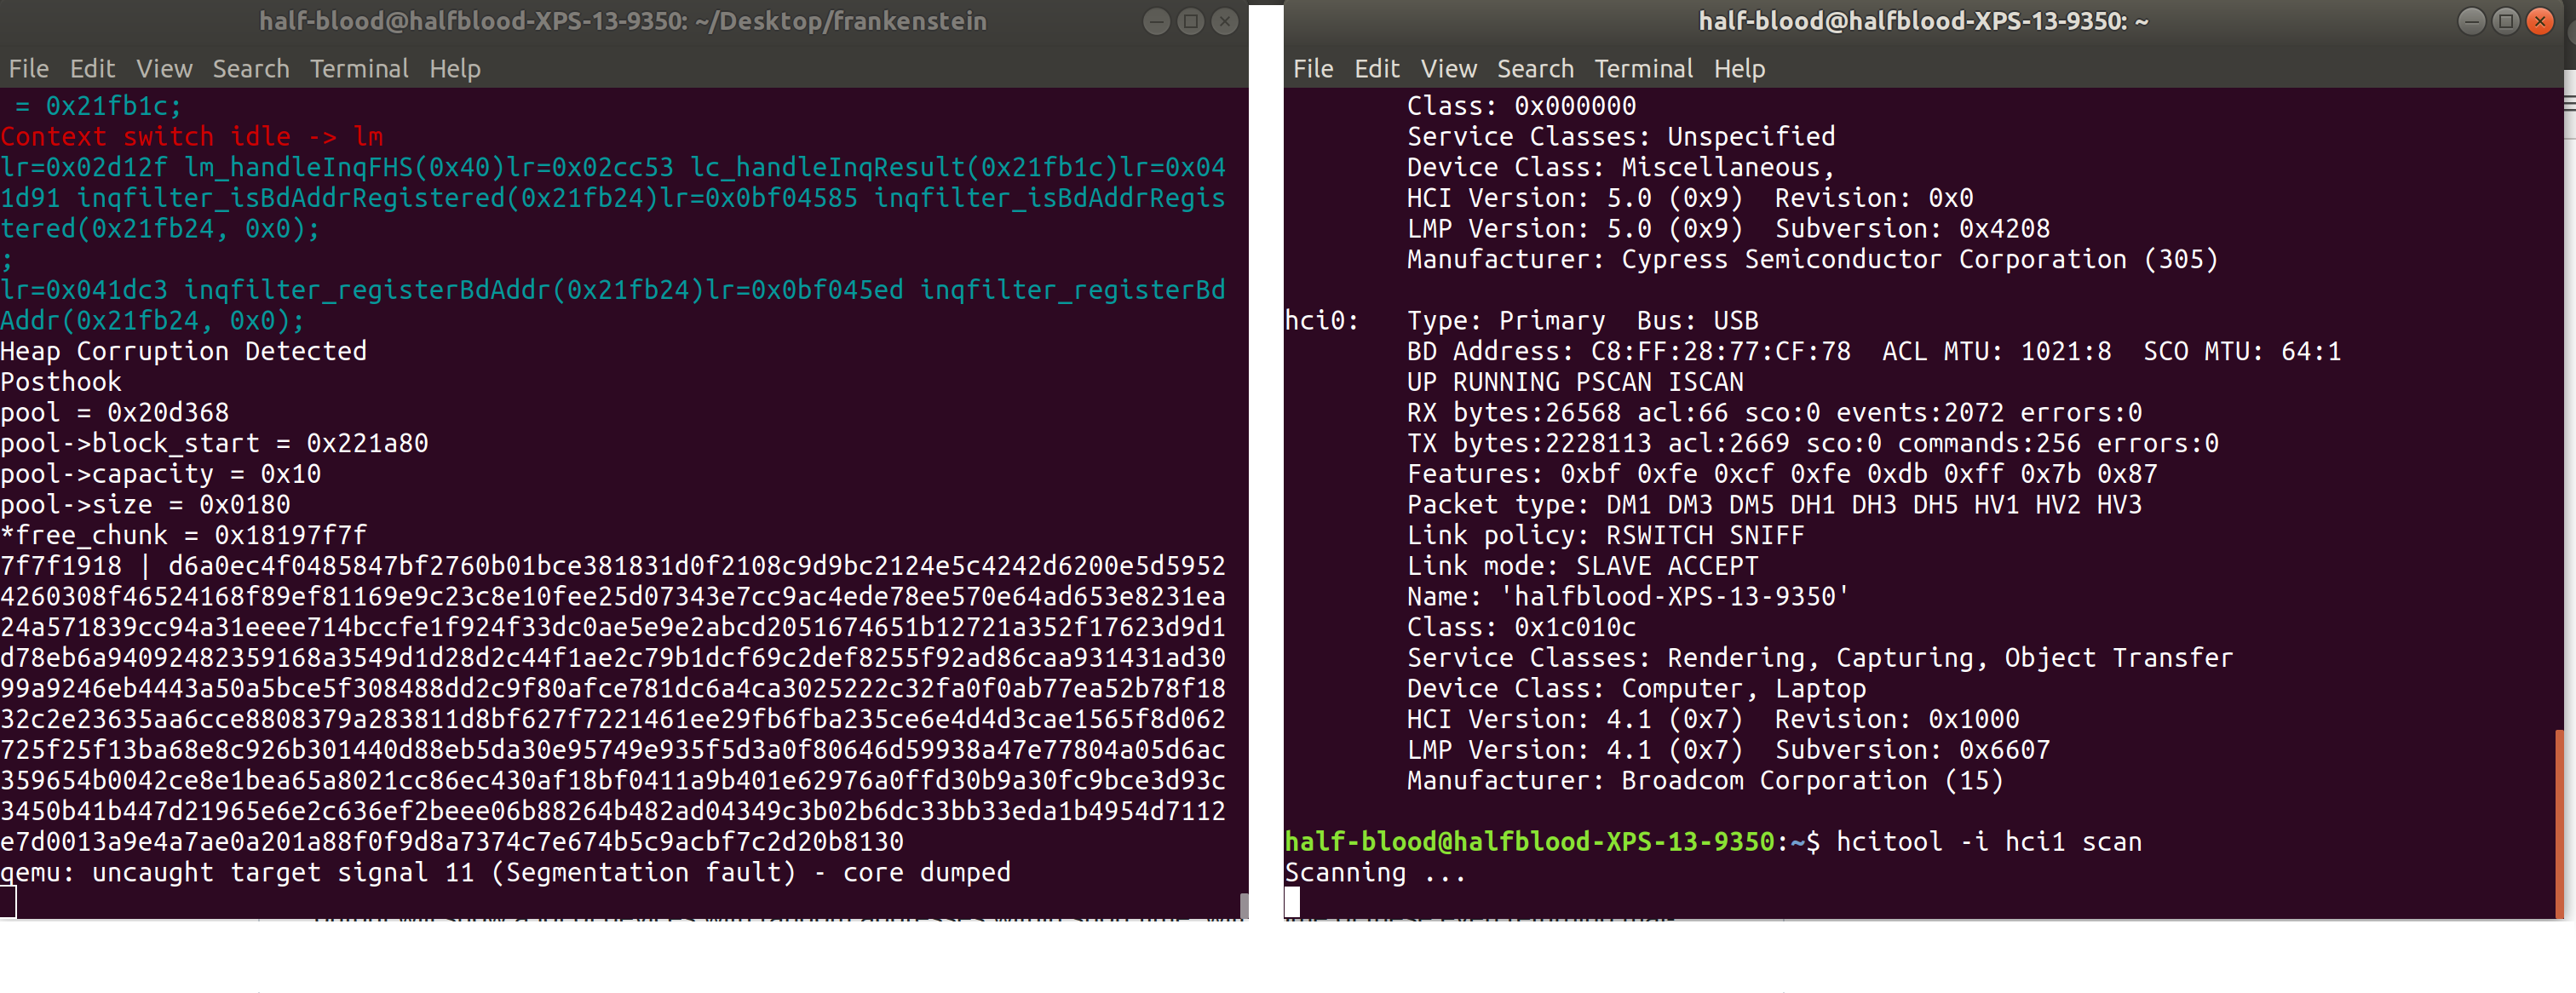 half-blood@halfblood-XPS-13-9350: ~/Desktop/frankenstein
File Edit View Search Terminal Help
= 0x21fb1c;
Context switch idle -> lm
lr=0x02d12f lm_handleInqFHS(0x40)lr=0x02cc53 lc_handleInqResult(0x21fb1c)lr=0x04
1d91 inqfilter_isBdAddrRegistered(0x21fb24)lr=0x0bf04585 inqfilter_isBdAddrRegis
tered(0x21fb24, 0x0);
;
lr=0x041dc3 inqfilter_registerBdAddr(0x21fb24)lr=0x0bf045ed inqfilter_registerBd
Addr(0x21fb24, 0x0);
Heap Corruption Detected
Posthook
pool = 0x20d368
pool->block_start = 0x221a80
pool->capacity = 0x10
pool->size = 0x0180
*free_chunk = 0x18197f7f
7f7f1918 | d6a0ec4f0485847bf2760b01bce381831d0f2108c9d9bc2124e5c4242d6200e5d5952
4260308f46524168f89ef81169e9c23c8e10fee25d07343e7cc9ac4ede78ee570e64ad653e8231ea
24a571839cc94a31eeee714bccfe1f924f33dc0ae5e9e2abcd2051674651b12721a352f17623d9d1
d78eb6a94092482359168a3549d1d28d2c44f1ae2c79b1dcf69c2def8255f92ad86caa931431ad30
99a9246eb4443a50a5bce5f308488dd2c9f80afce781dc6a4ca3025222c32fa0f0ab77ea52b78f18
32c2e23635aa6cce8808379a283811d8bf627f7221461ee29fb6fba235ce6e4d4d3cae1565f8d062
725f25f13ba68e8c926b301440d88eb5da30e95749e935f5d3a0f80646d59938a47e77804a05d6ac
359654b0042ce8e1bea65a8021cc86ec430af18bf0411a9b401e62976a0ffd30b9a30fc9bce3d93c
3450b41b447d21965e6e2c636ef2beee06b88264b482ad04349c3b02b6dc33bb33eda1b4954d7112
e7d0013a9e4a7ae0a201a88f0f9d8a7374c7e674b5c9acbf7c2d20b8130
qemu: uncaught target signal 11 (Segmentation fault) - core dumped
half-blood@halfblood-XPS-13-9350: ~
File Edit View Search Terminal Help
Class: 0x000000
Service Classes: Unspecified
Device Class: Miscellaneous,
HCI Version: 5.0 (0x9) Revision: 0x0
LMP Version: 5.0 (0x9) Subversion: 0x4208
Manufacturer: Cypress Semiconductor Corporation (305)
hci0: Type: Primary Bus: USB
BD Address: C8:FF:28:77:CF:78 ACL MTU: 1021:8 SCO MTU: 64:1
UP RUNNING PSCAN ISCAN
RX bytes:26568 acl:66 sco:0 events:2072 errors:0
TX bytes:2228113 acl:2669 sco:0 commands:256 errors:0
Features: 0xbf 0xfe 0xcf 0xfe 0xdb 0xff 0x7b 0x87
Packet type: DM1 DM3 DM5 DH1 DH3 DH5 HV1 HV2 HV3
Link policy: RSWITCH SNIFF
Link mode: SLAVE ACCEPT
Name: 'halfblood-XPS-13-9350'
Class: 0x1c010c
Service Classes: Rendering, Capturing, Object Transfer
Device Class: Computer, Laptop
HCI Version: 4.1 (0x7) Revision: 0x1000
LMP Version: 4.1 (0x7) Subversion: 0x6607
Manufacturer: Broadcom Corporation (15)
half-blood@halfblood-XPS-13-9350:~$ hcitool -i hci1 scan
Scanning ...